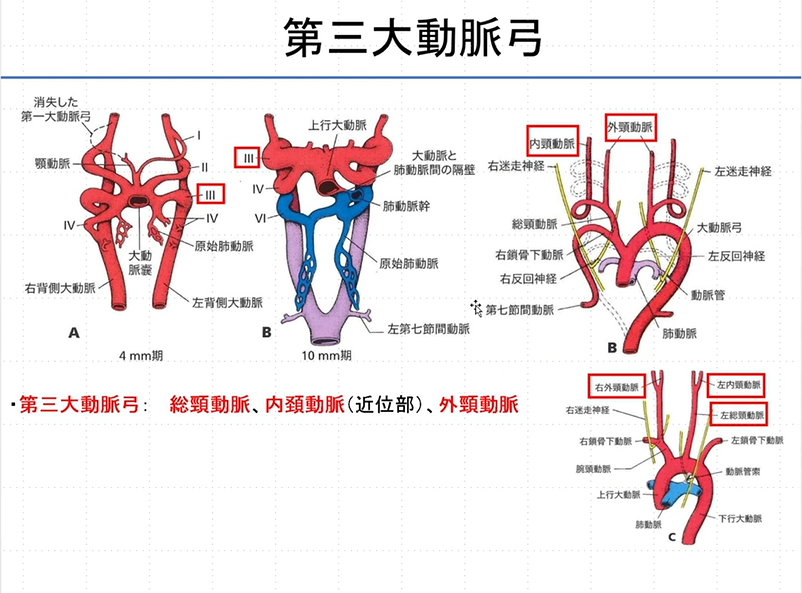 第三大動脈弓
消失した
第一大動脈弓
I
顎動脈
II
III
IV
IV
原始肺動脈
大動
脈嚢
右背側大動脈
左背側大動脈
A
4 mm期
上行大動脈
III
大動脈と
肺動脈間の隔壁
IV
肺動脈幹
VI
原始肺動脈
左第七節間動脈
B
10 mm期
内頸動脈
外頸動脈
右迷走神経
左迷走神経
総頸動脈
大動脈弓
右鎖骨下動脈
左反回神経
右反回神経
動脈管
第七節間動脈
肺動脈
B
・第三大動脈弓： 総頸動脈、内頚動脈（近位部）、外頸動脈
右外頸動脈
左内頸動脈
右迷走神経
左総頸動脈
右鎖骨下動脈
左鎖骨下動脈
腕頭動脈
動脈管索
上行大動脈
下行大動脈
肺動脈
C